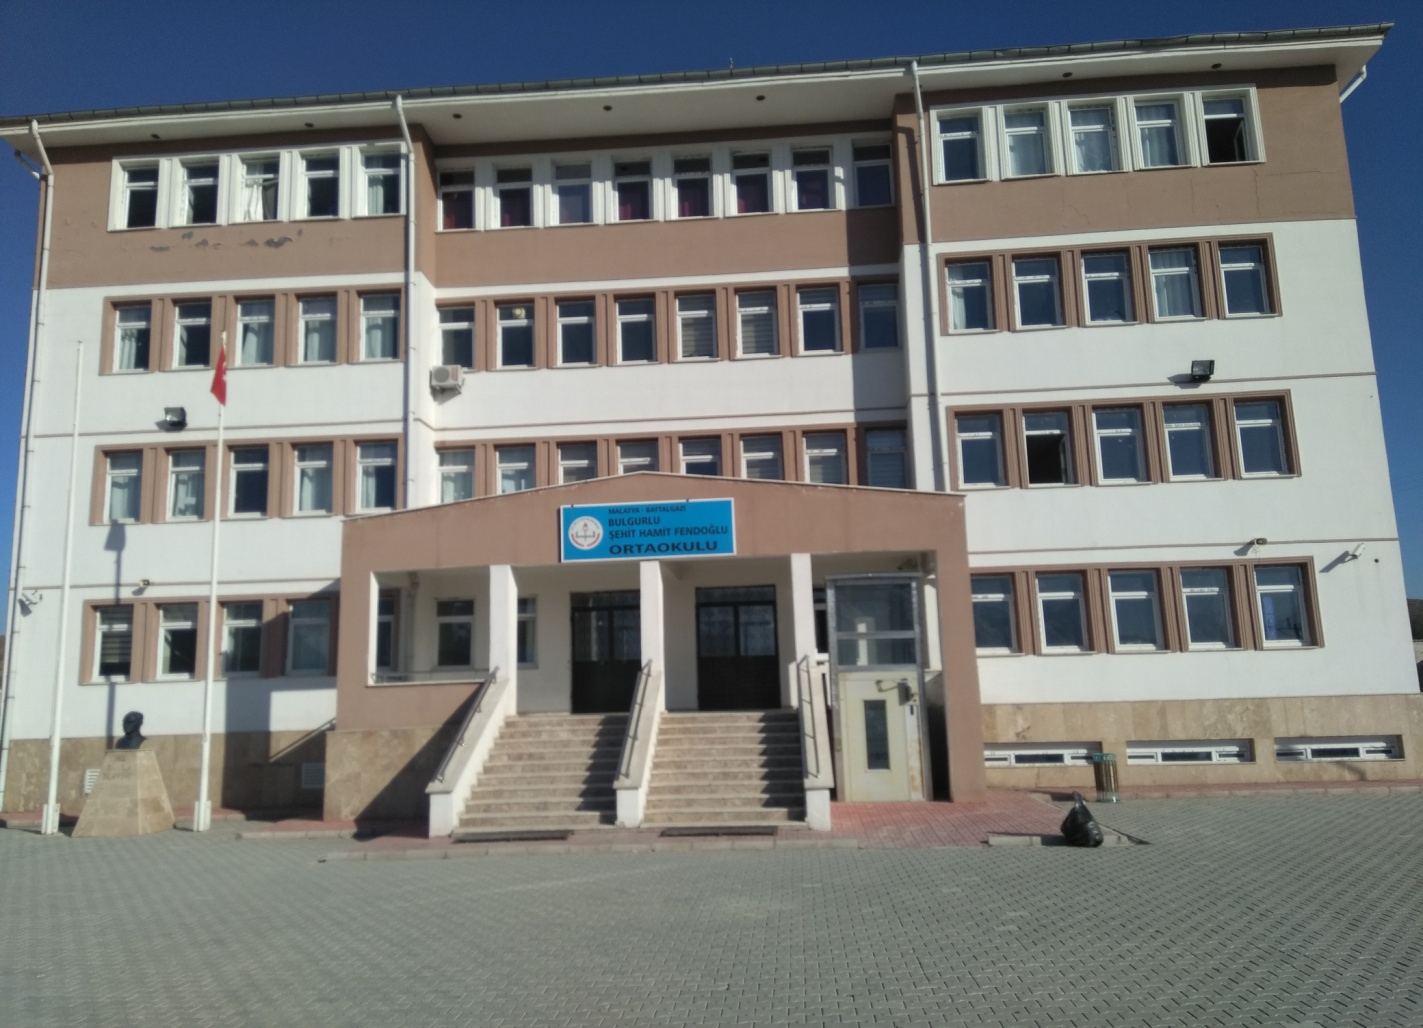 MALATYA - BATTALGAZİ
BULGURLU
ŞEHİT HAMİT FENDOĞLU
ORTAOKULU